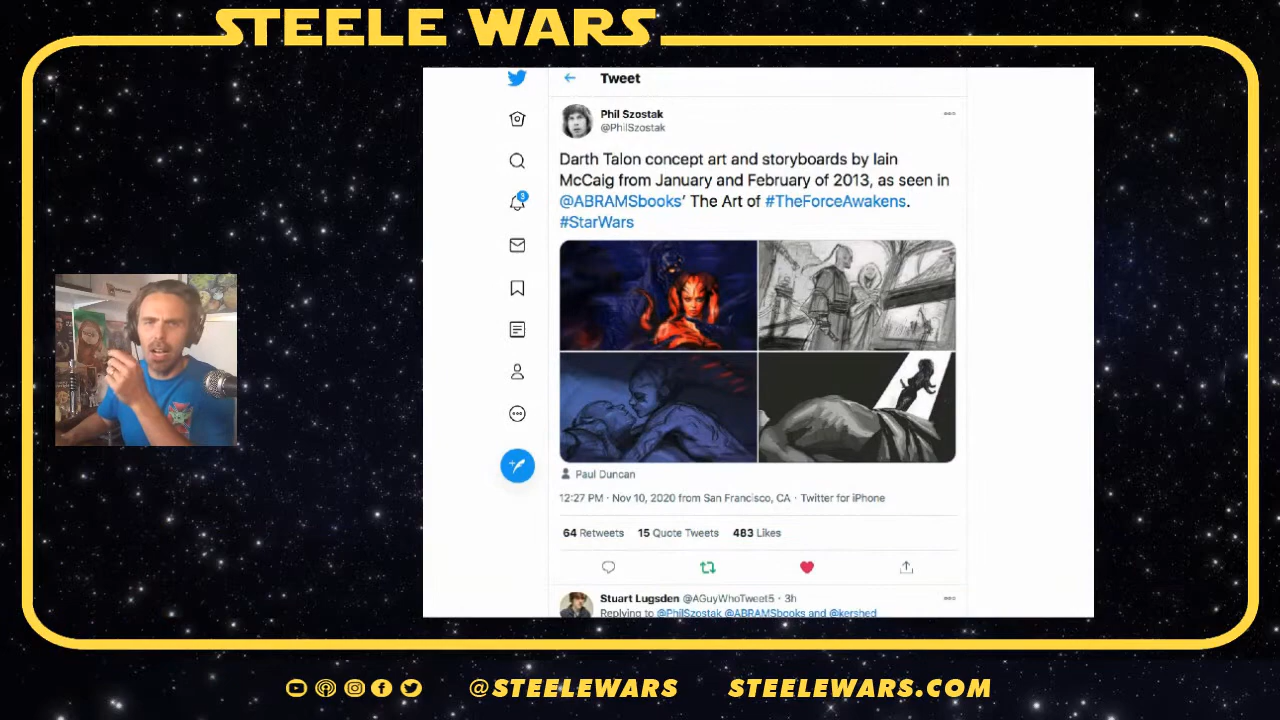 STEELE WARS
Tweet
Phil Szostak
@PhilSzostak
Darth Talon concept art and storyboards by Iain
McCaig from January and February of 2013, as seen in
@ABRAMSbooks' The Art of #TheForceAwakens.
#StarWars
3
Paul Duncan
12:27 PM · Nov 10, 2020 from San Francisco, CA · Twitter for iPhone
64 Retweets 15 Quote Tweets 483 Likes
Stuart Lugsden @AGuyWhoTweet5 · 3h
Replying to @PhilSzostak @ABRAMSbooks and @kershed
@STEELEWARS STEELEWARS.COM